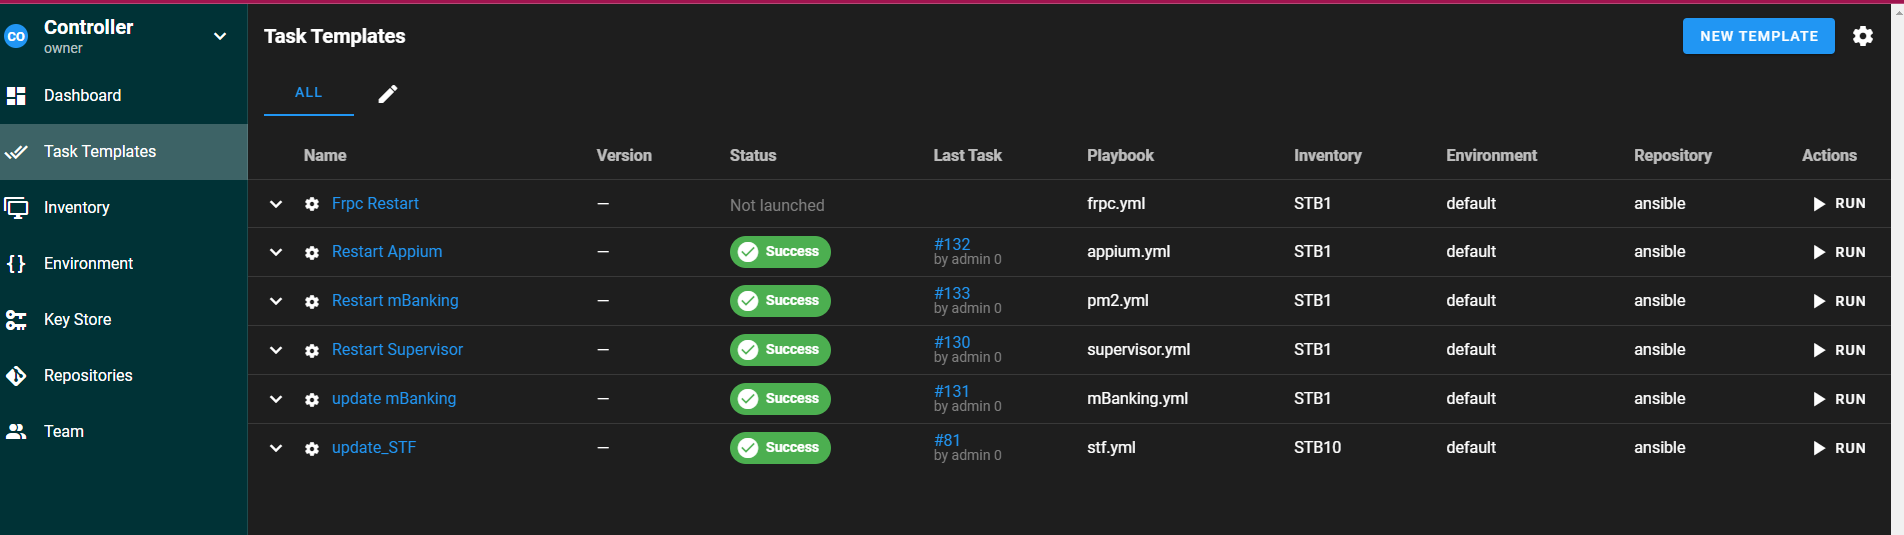 CO
Controller
owner
Dashboard
Task Templates
Inventory
Environment
Key Store
Repositories
Team
Task Templates
NEW TEMPLATE
ALL
Name Version Status Last Task Playbook Inventory Environment Repository Actions
Frpc Restart — Not launched frpc.yml STB1 default ansible RUN
Restart Appium — Success #132 appium.yml STB1 default ansible RUN
by admin 0
Restart mBanking — Success #133 pm2.yml STB1 default ansible RUN
by admin 0
Restart Supervisor — Success #130 supervisor.yml STB1 default ansible RUN
by admin 0
update mBanking — Success #131 mBanking.yml STB1 default ansible RUN
by admin 0
update_STF — Success #81 stf.yml STB10 default ansible RUN
by admin 0